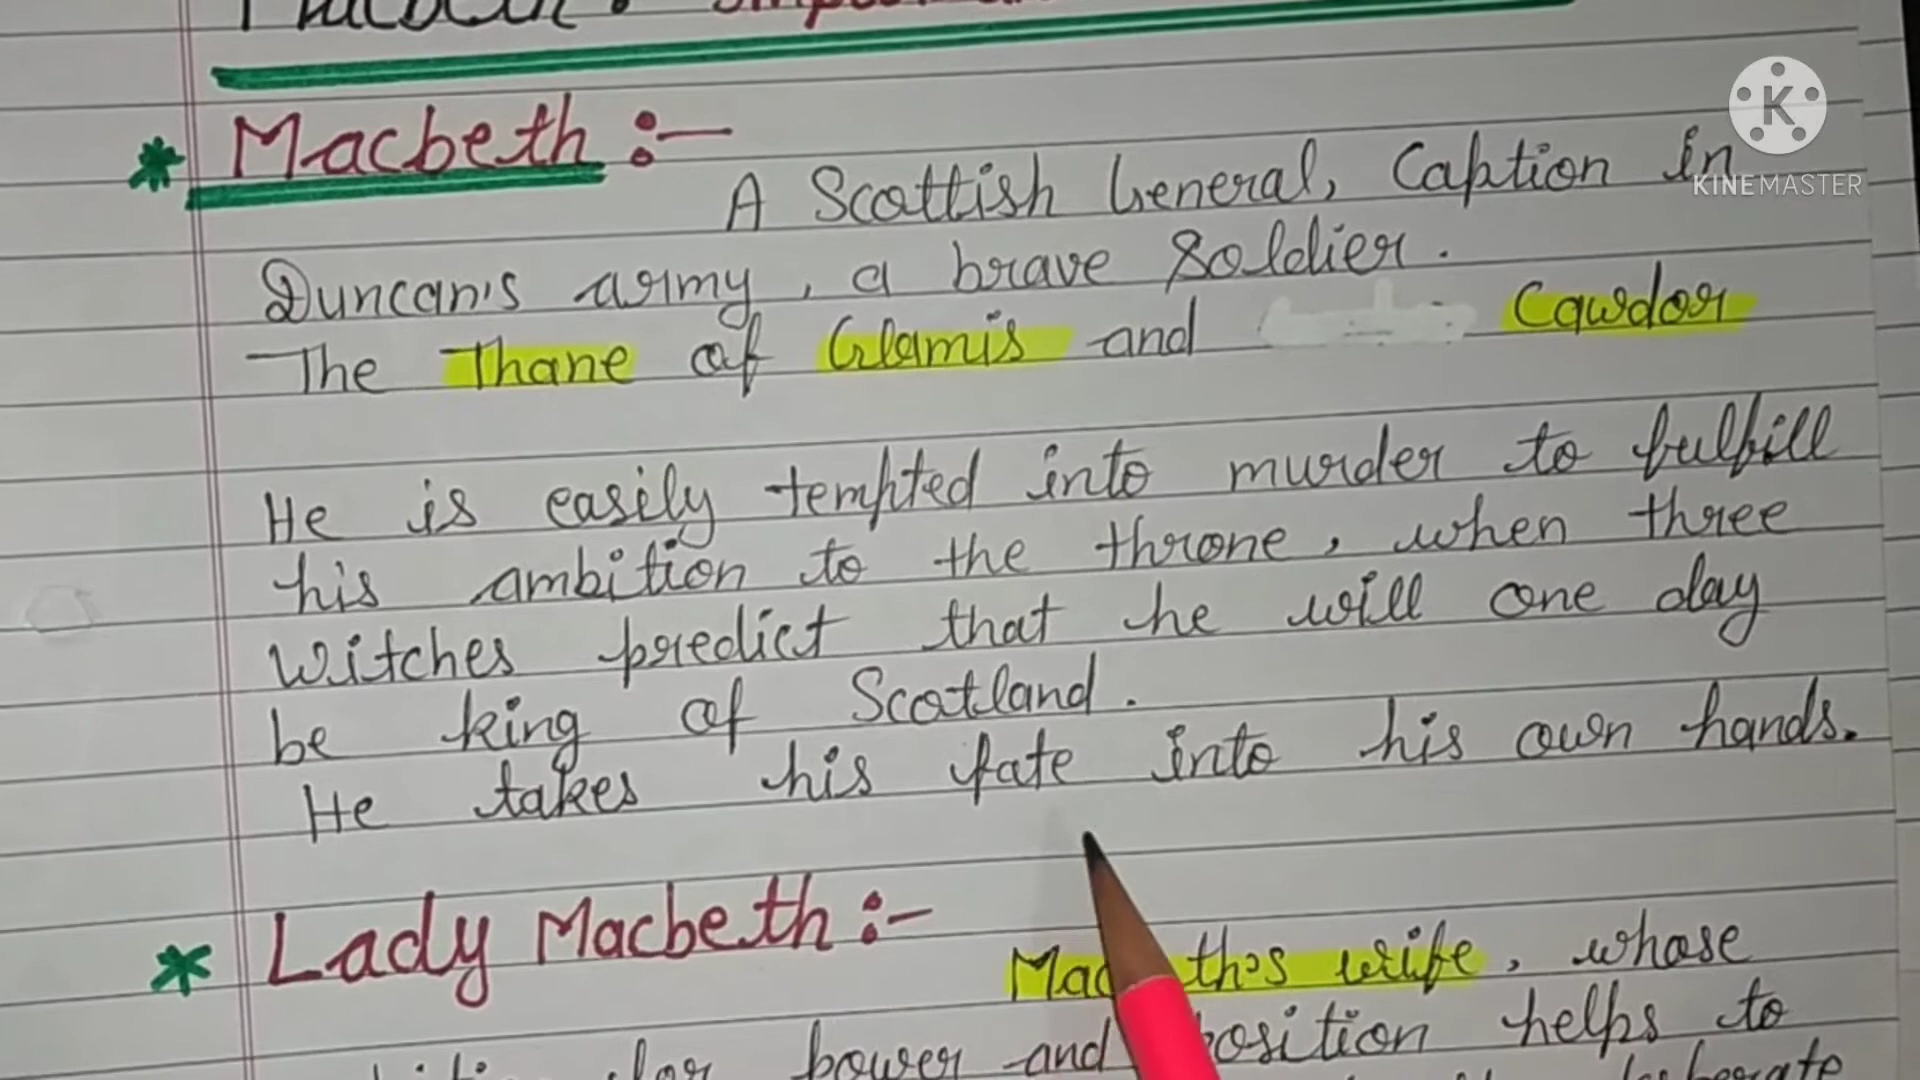 Macbeth :
* Macbeth :-
K
KINEMASTER
A Scottish General, Caption in
Duncan's army, a brave Soldier.
The Thane of Glamis and Cawdor
He is easily tempted into murder to fulfill
his ambition to the throne, when three
witches predict that he will one day
be king of Scotland.
He takes his fate into his own hands.
* Lady Macbeth :-
Macbeth's wife, whose
for power and position helps to